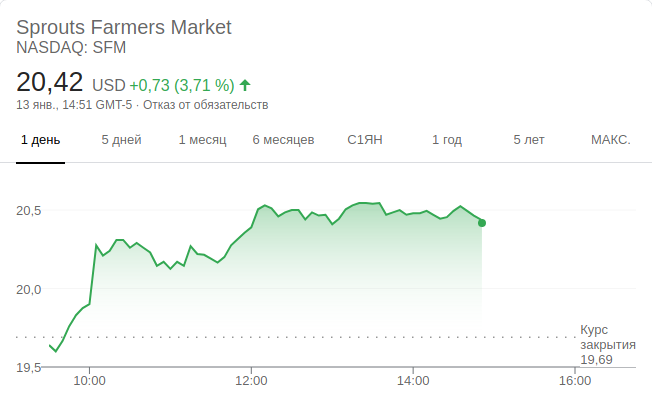 Sprouts Farmers Market
NASDAQ: SFM
20,42 USD +0,73 (3,71 %)
13 янв., 14:51 GMT-5 · Отказ от обязательств
1 день 5 дней 1 месяц 6 месяцев С1ЯН 1 год 5 лет МАКС.
20,5
20,0
Курс
закрытия
19,69
19,5
10:00 12:00 14:00 16:00